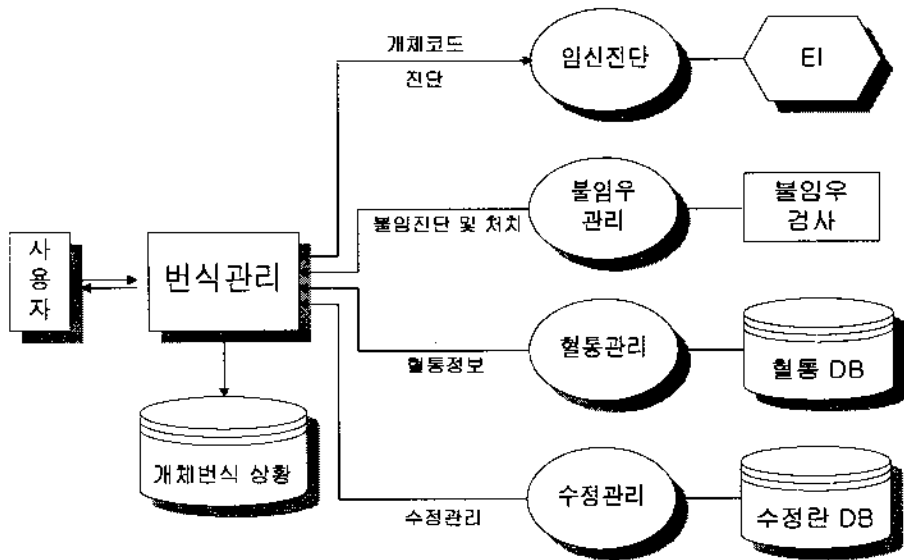 개체코드
진단
임신진단
EI
불임진단 및 처치
불임우
관리
불임우
검사
사
용
자
번식관리
혈통정보
혈통관리
혈통 DB
개체번식 상황
수정관리
수정관리
수정란 DB